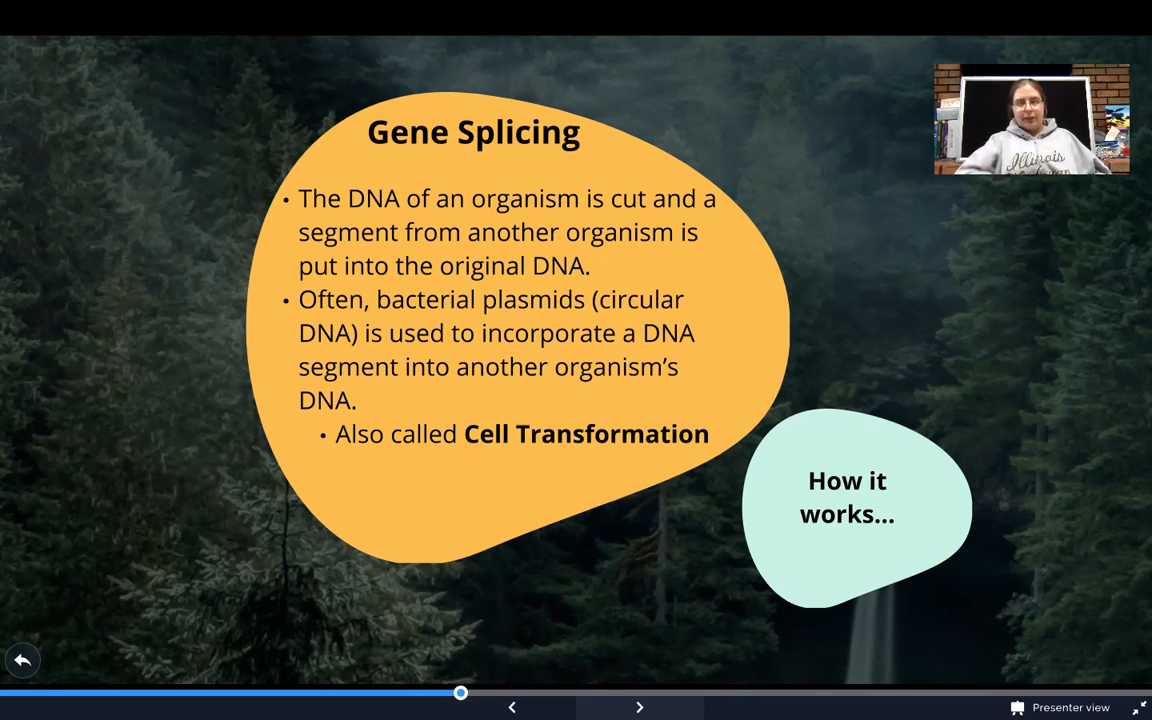 Gene Splicing
• The DNA of an organism is cut and a
segment from another organism is
put into the original DNA.
• Often, bacterial plasmids (circular
DNA) is used to incorporate a DNA
segment into another organism’s
DNA.
• Also called Cell Transformation
How it
works...
Illinois
Presenter view